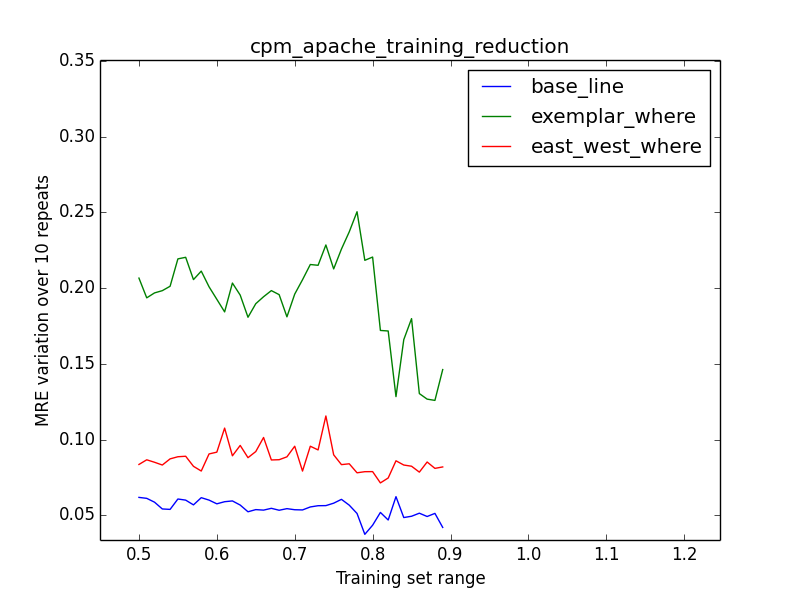 cpm_apache_training_reduction
base_line
exemplar_where
east_west_where
MRE variation over 10 repeats
0.35
0.30
0.25
0.20
0.15
0.10
0.05
0.5 0.6 0.7 0.8 0.9 1.0 1.1 1.2
Training set range